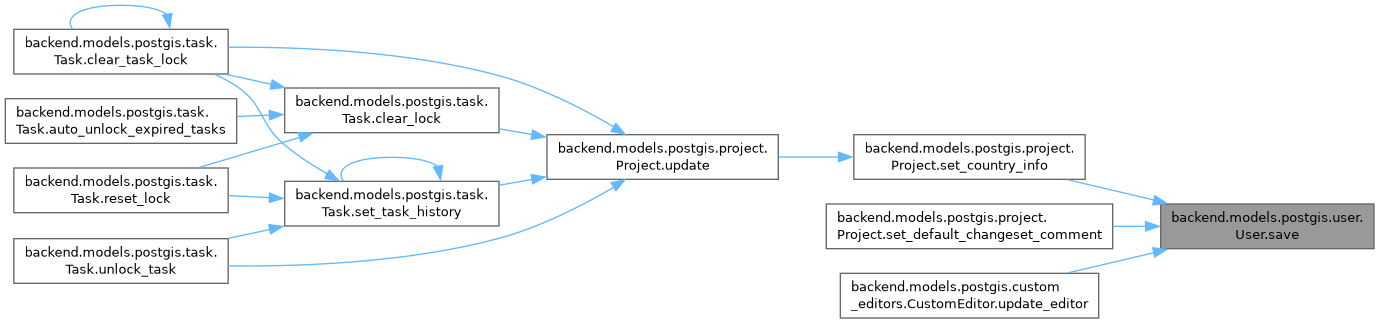 backend.models.postgis.task.
Task.clear_task_lock
backend.models.postgis.task.
Task.auto_unlock_expired_tasks
backend.models.postgis.task.
Task.reset_lock
backend.models.postgis.task.
Task.unlock_task
backend.models.postgis.task.
Task.clear_lock
backend.models.postgis.task.
Task.set_task_history
backend.models.postgis.project.
Project.update
backend.models.postgis.project.
Project.set_country_info
backend.models.postgis.project.
Project.set_default_changeset_comment
backend.models.postgis.custom
_editors.CustomEditor.update_editor
backend.models.postgis.user.
User.save